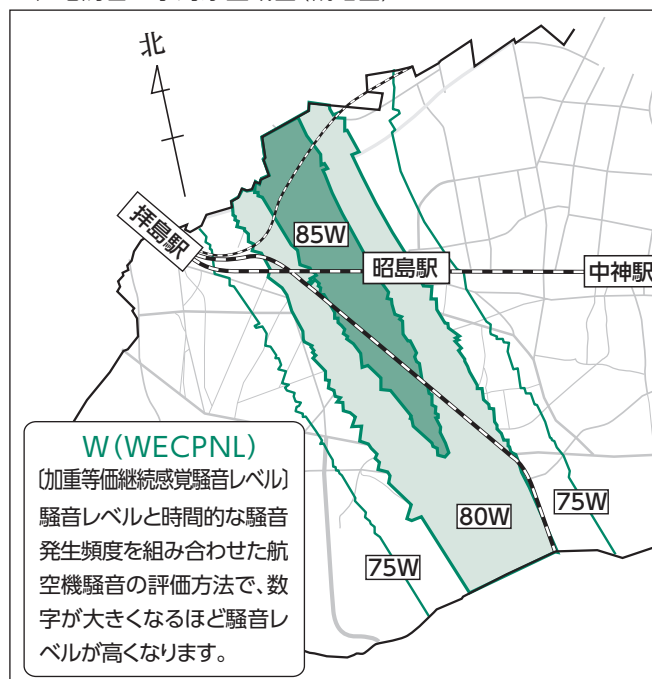 北
拝島駅
85W
昭島駅
中神駅
W(WECPNL)
〔加重等価継続感覚騒音レベル〕
騒音レベルと時間的な騒音
発生頻度を組み合わせた航
空機騒音の評価方法で、数
字が大きくなるほど騒音レ
ベルが高くなります。
80W
75W
75W